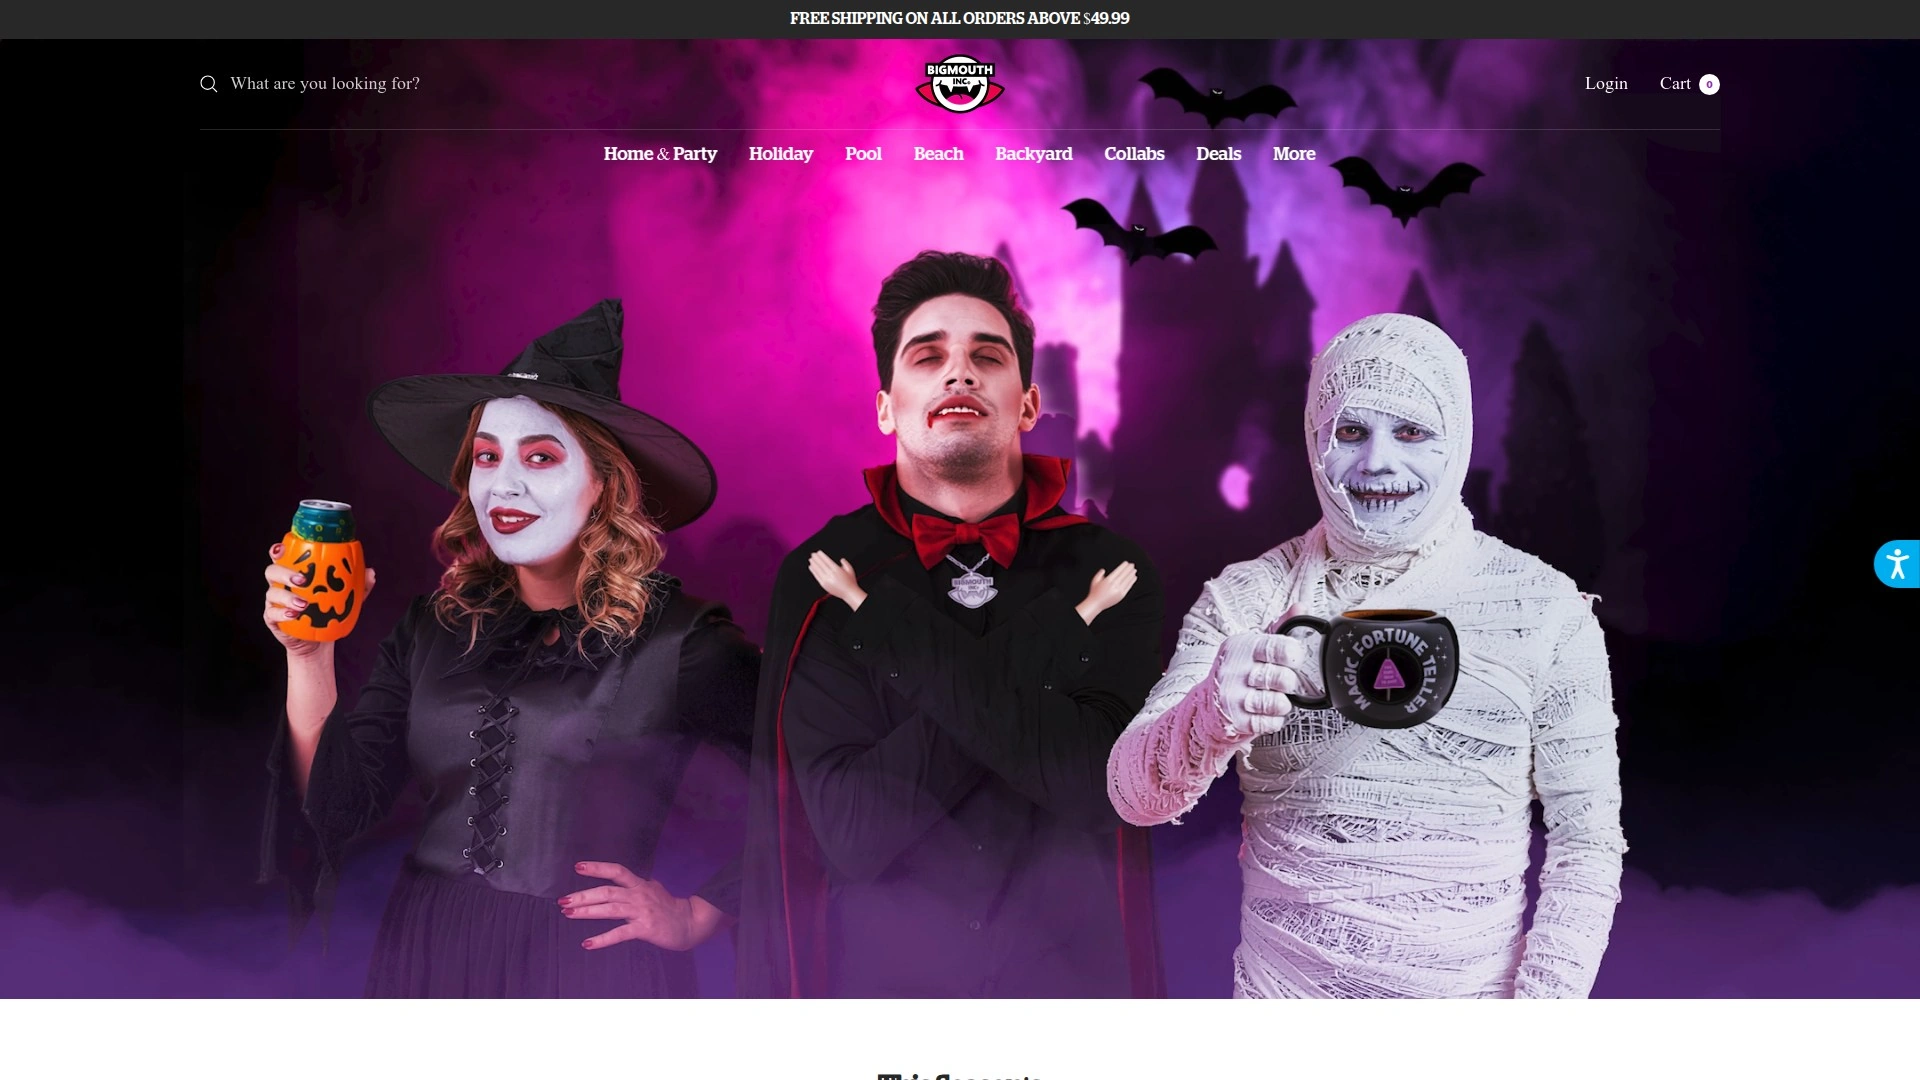 FREE SHIPPING ON ALL ORDERS ABOVE $49.99
What are you looking for?
BIGMOUTH
INC.
Login
Cart 0
Home & Party
Holiday
Pool
Beach
Backyard
Collabs
Deals
More
BIGMOUTH
INC
MAGIC FORTUNE TELLER